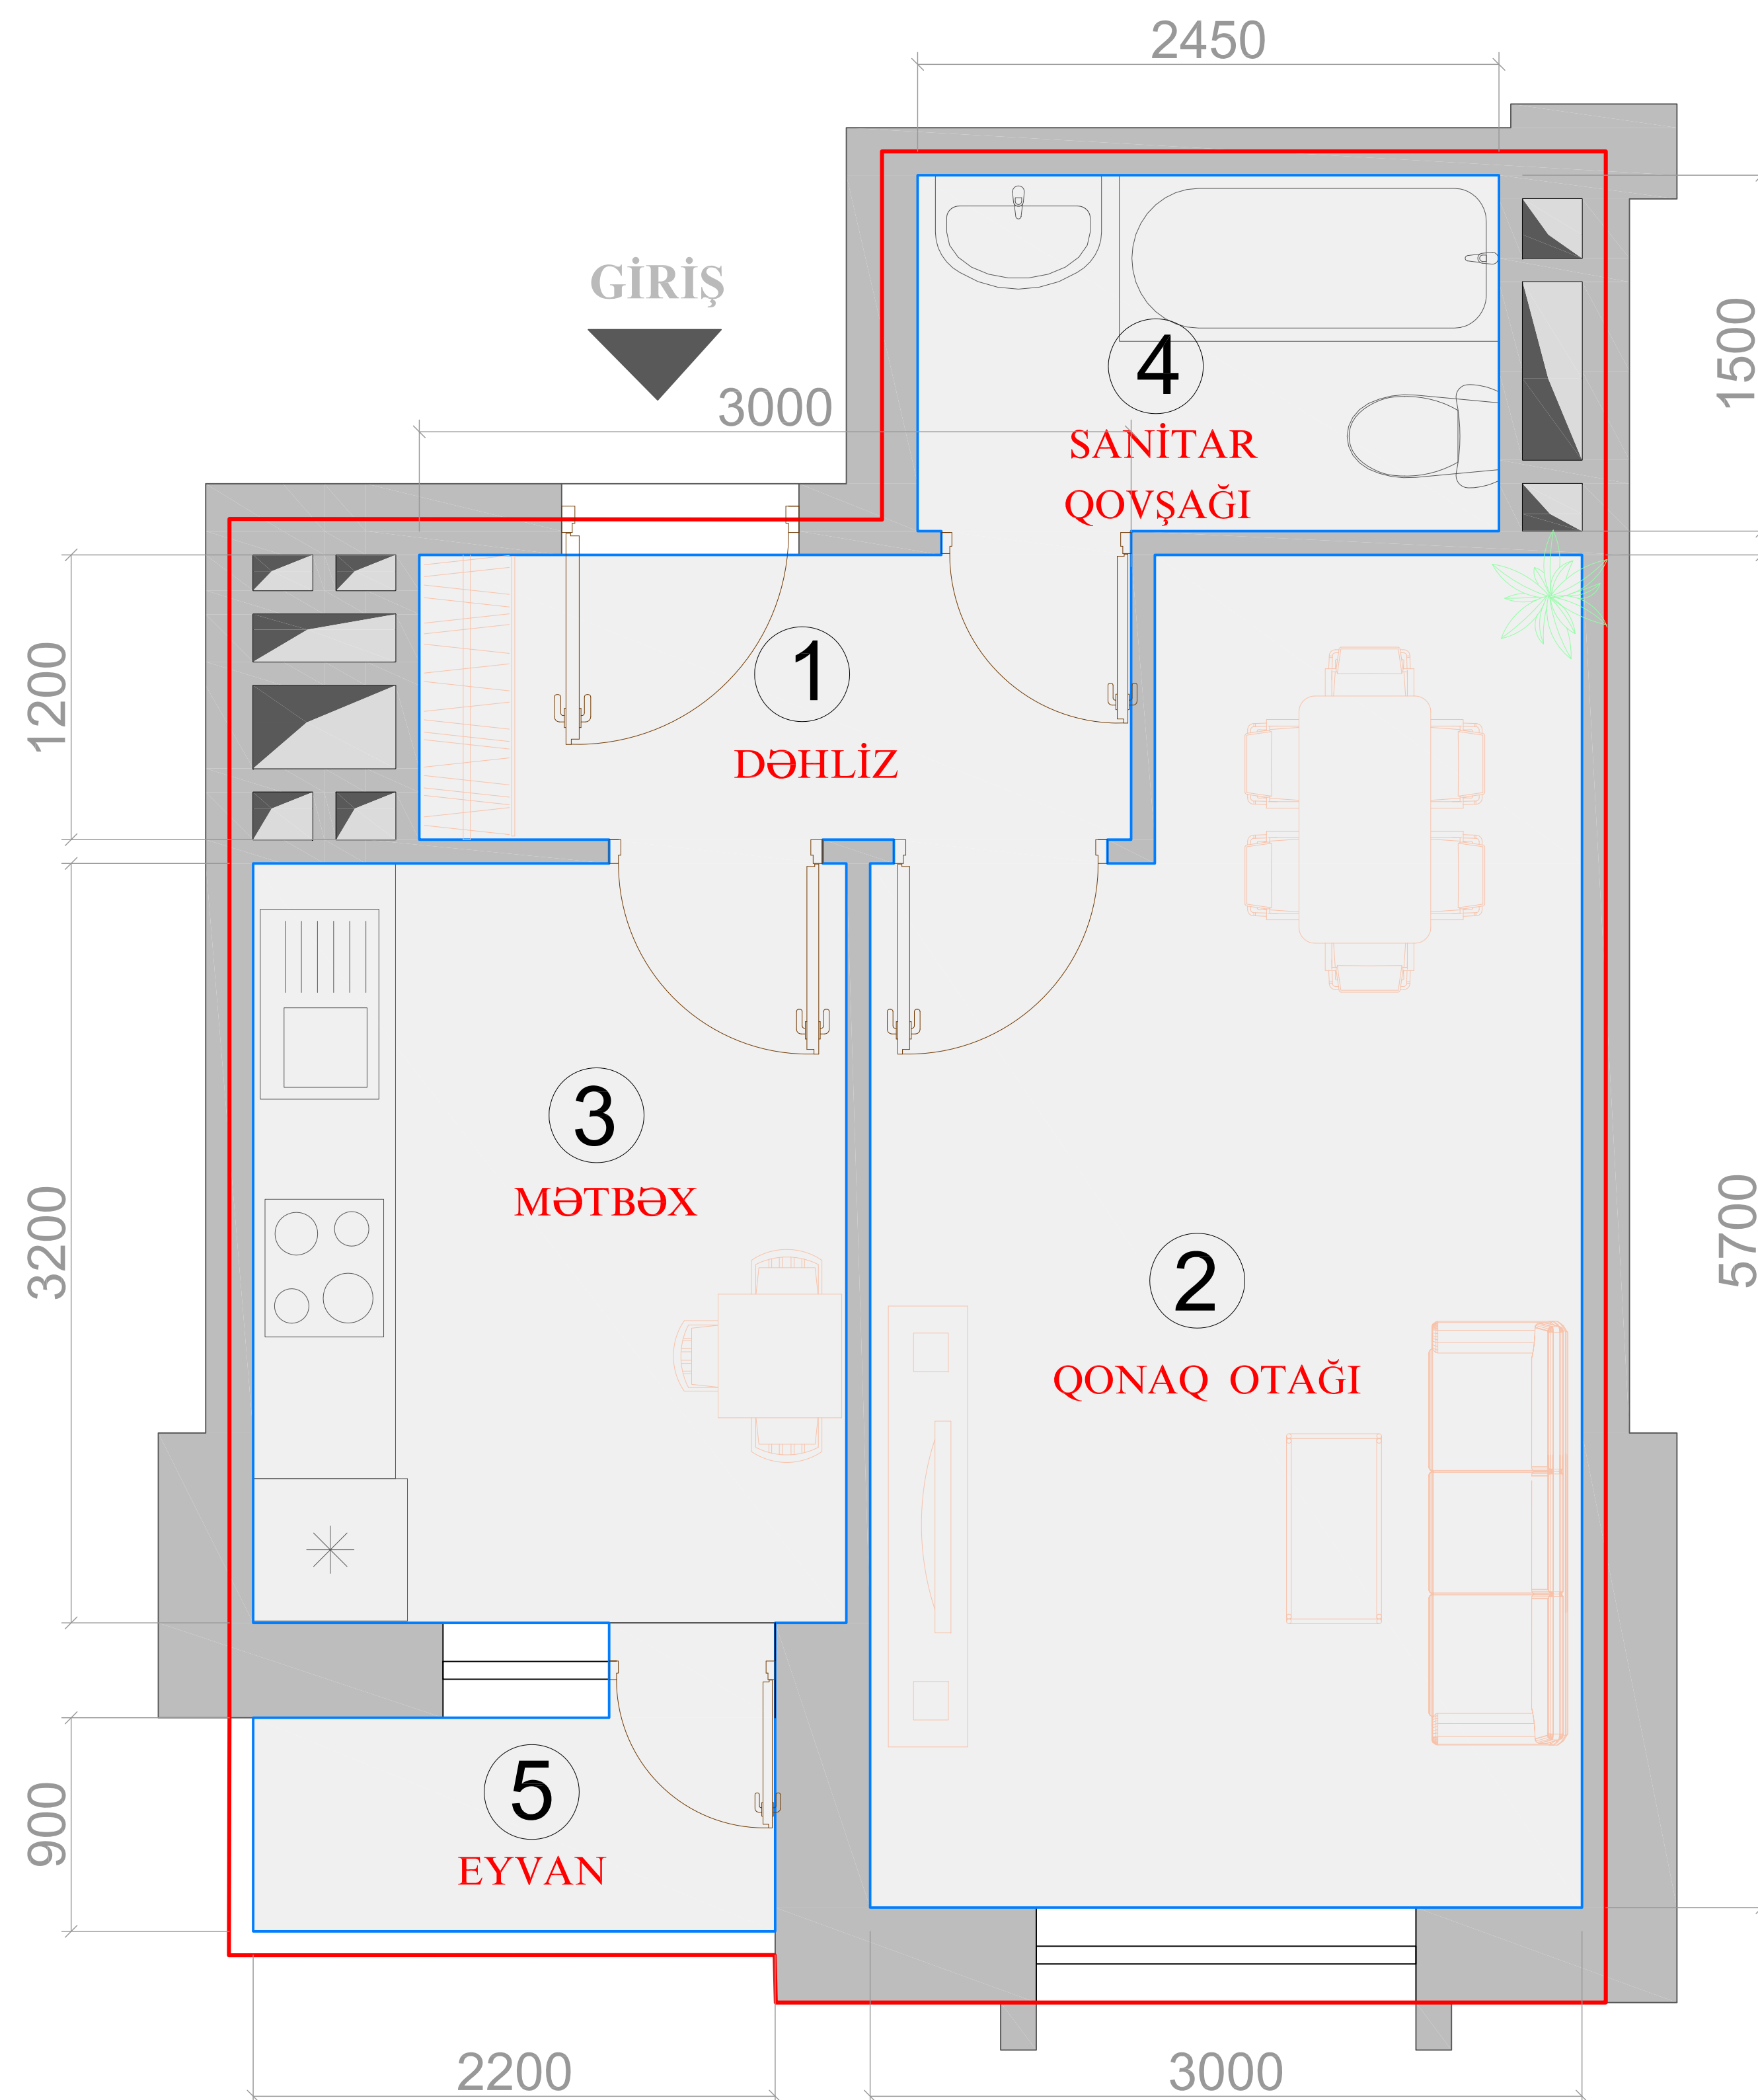 2450
GİRİŞ
3000
1500
4
SANİTAR
QOVŞAĞI
1200
1
DƏHLİZ
3
MƏTBƏX
3200
2
QONAQ OTAĞI
5700
5
EYVAN
900
2200
3000